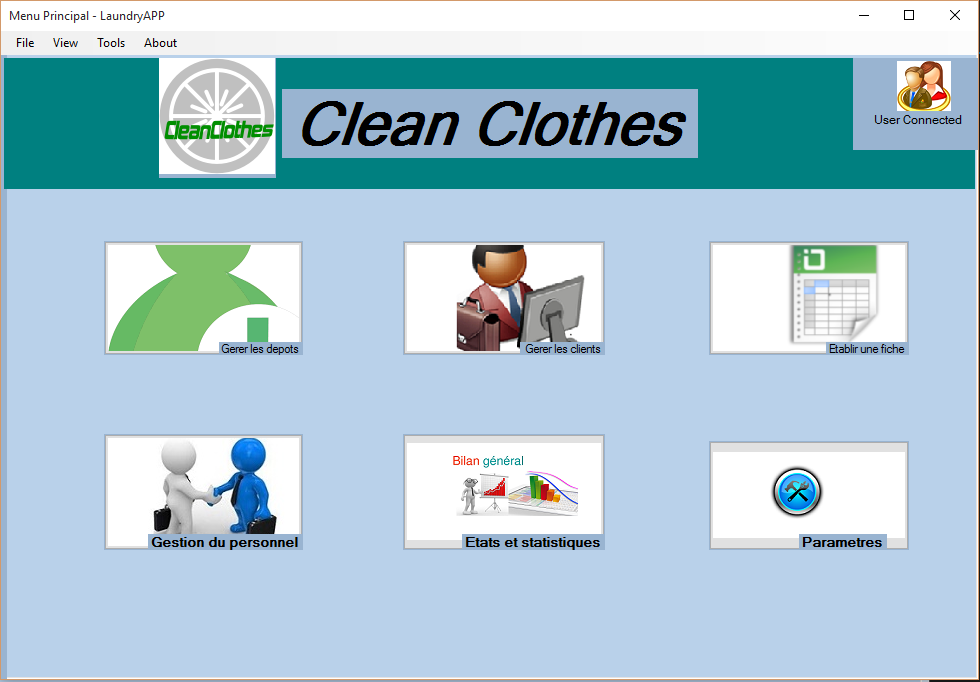 Menu Principal - LaundryAPP
File View Tools About
CleanClothes
Clean Clothes
User Connected
Gerer les depots
Gerer les clients
Etablir une fiche
Bilan général
Gestion du personnel
Etats et statistiques
Parametres